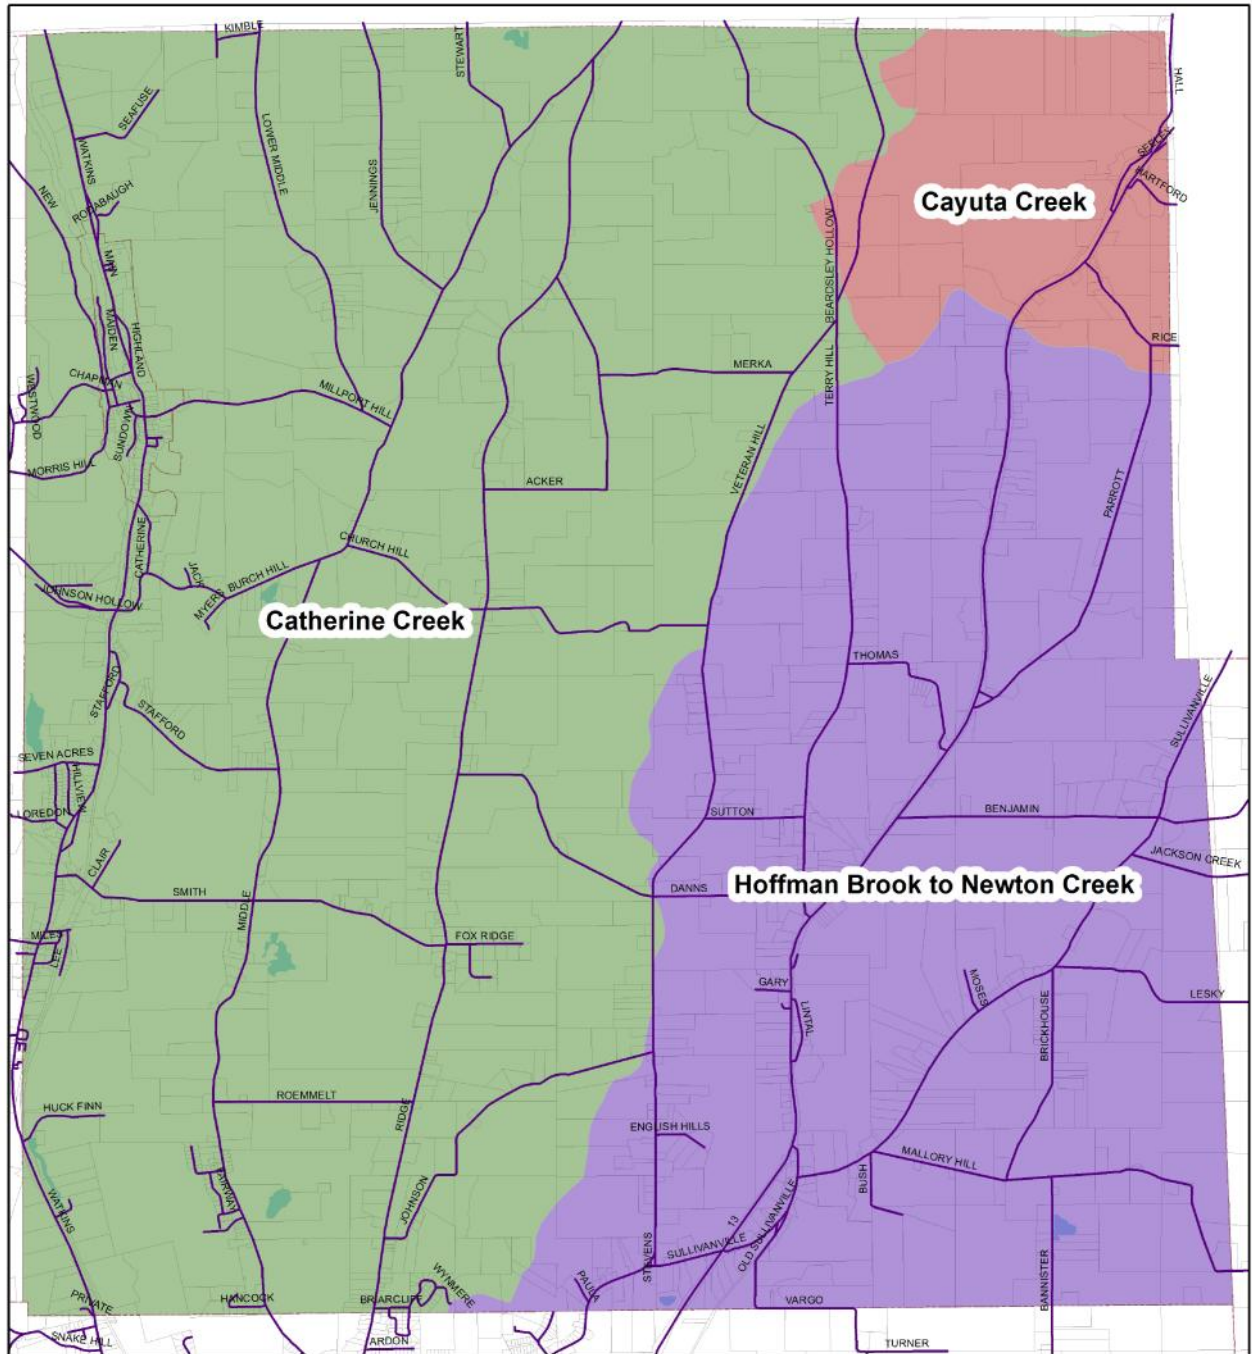 KIMBLE
STEWART
HALL
SEAFUSE
LOWER MIDDLE
WATKINS
JENNINGS
SEELEY
HARTFORD
NEW
RODABAUGH
Cayuta Creek
BEARDSLEY HOLLOW
MAIN
MAIDEN
HIGHLAND
RICE
MERKA
TERRY HILL
CHAPMAN
WESTWOOD
MILLPORT HILL
SUNDOWN
VETERAN HILL
MORRIS HILL
ACKER
PARROTT
CATHERINE
CHURCH HILL
JACK
BURCH HILL
MYERS
JOHNSON HOLLOW
Catherine Creek
THOMAS
STAFFORD
STAFFORD
SULLIVANVILLE
SEVEN ACRES
HILLVIEW
LOREDON
SUTTON
BENJAMIN
CLAIR
JACKSON CREEK
SMITH
DANNS
Hoffman Brook to Newton Creek
MIDDLE
MILES
LEE
FOX RIDGE
GARY
MOSES
LESKY
LINTAL
BRICKHOUSE
ROEMMELT
HUCK FINN
RIDGE
ENGLISH HILLS
MALLORY HILL
FAIRWAY
BUSH
JOHNSON
WATKINS
13
OLD SULLIVANVILLE
SULLIVANVILLE
STEVENS
WYNMERE
PAULA
BANNISTER
PRIVATE
HANCOCK
BRIARCLIFF
VARGO
SNAKE HILL
ARDON
TURNER